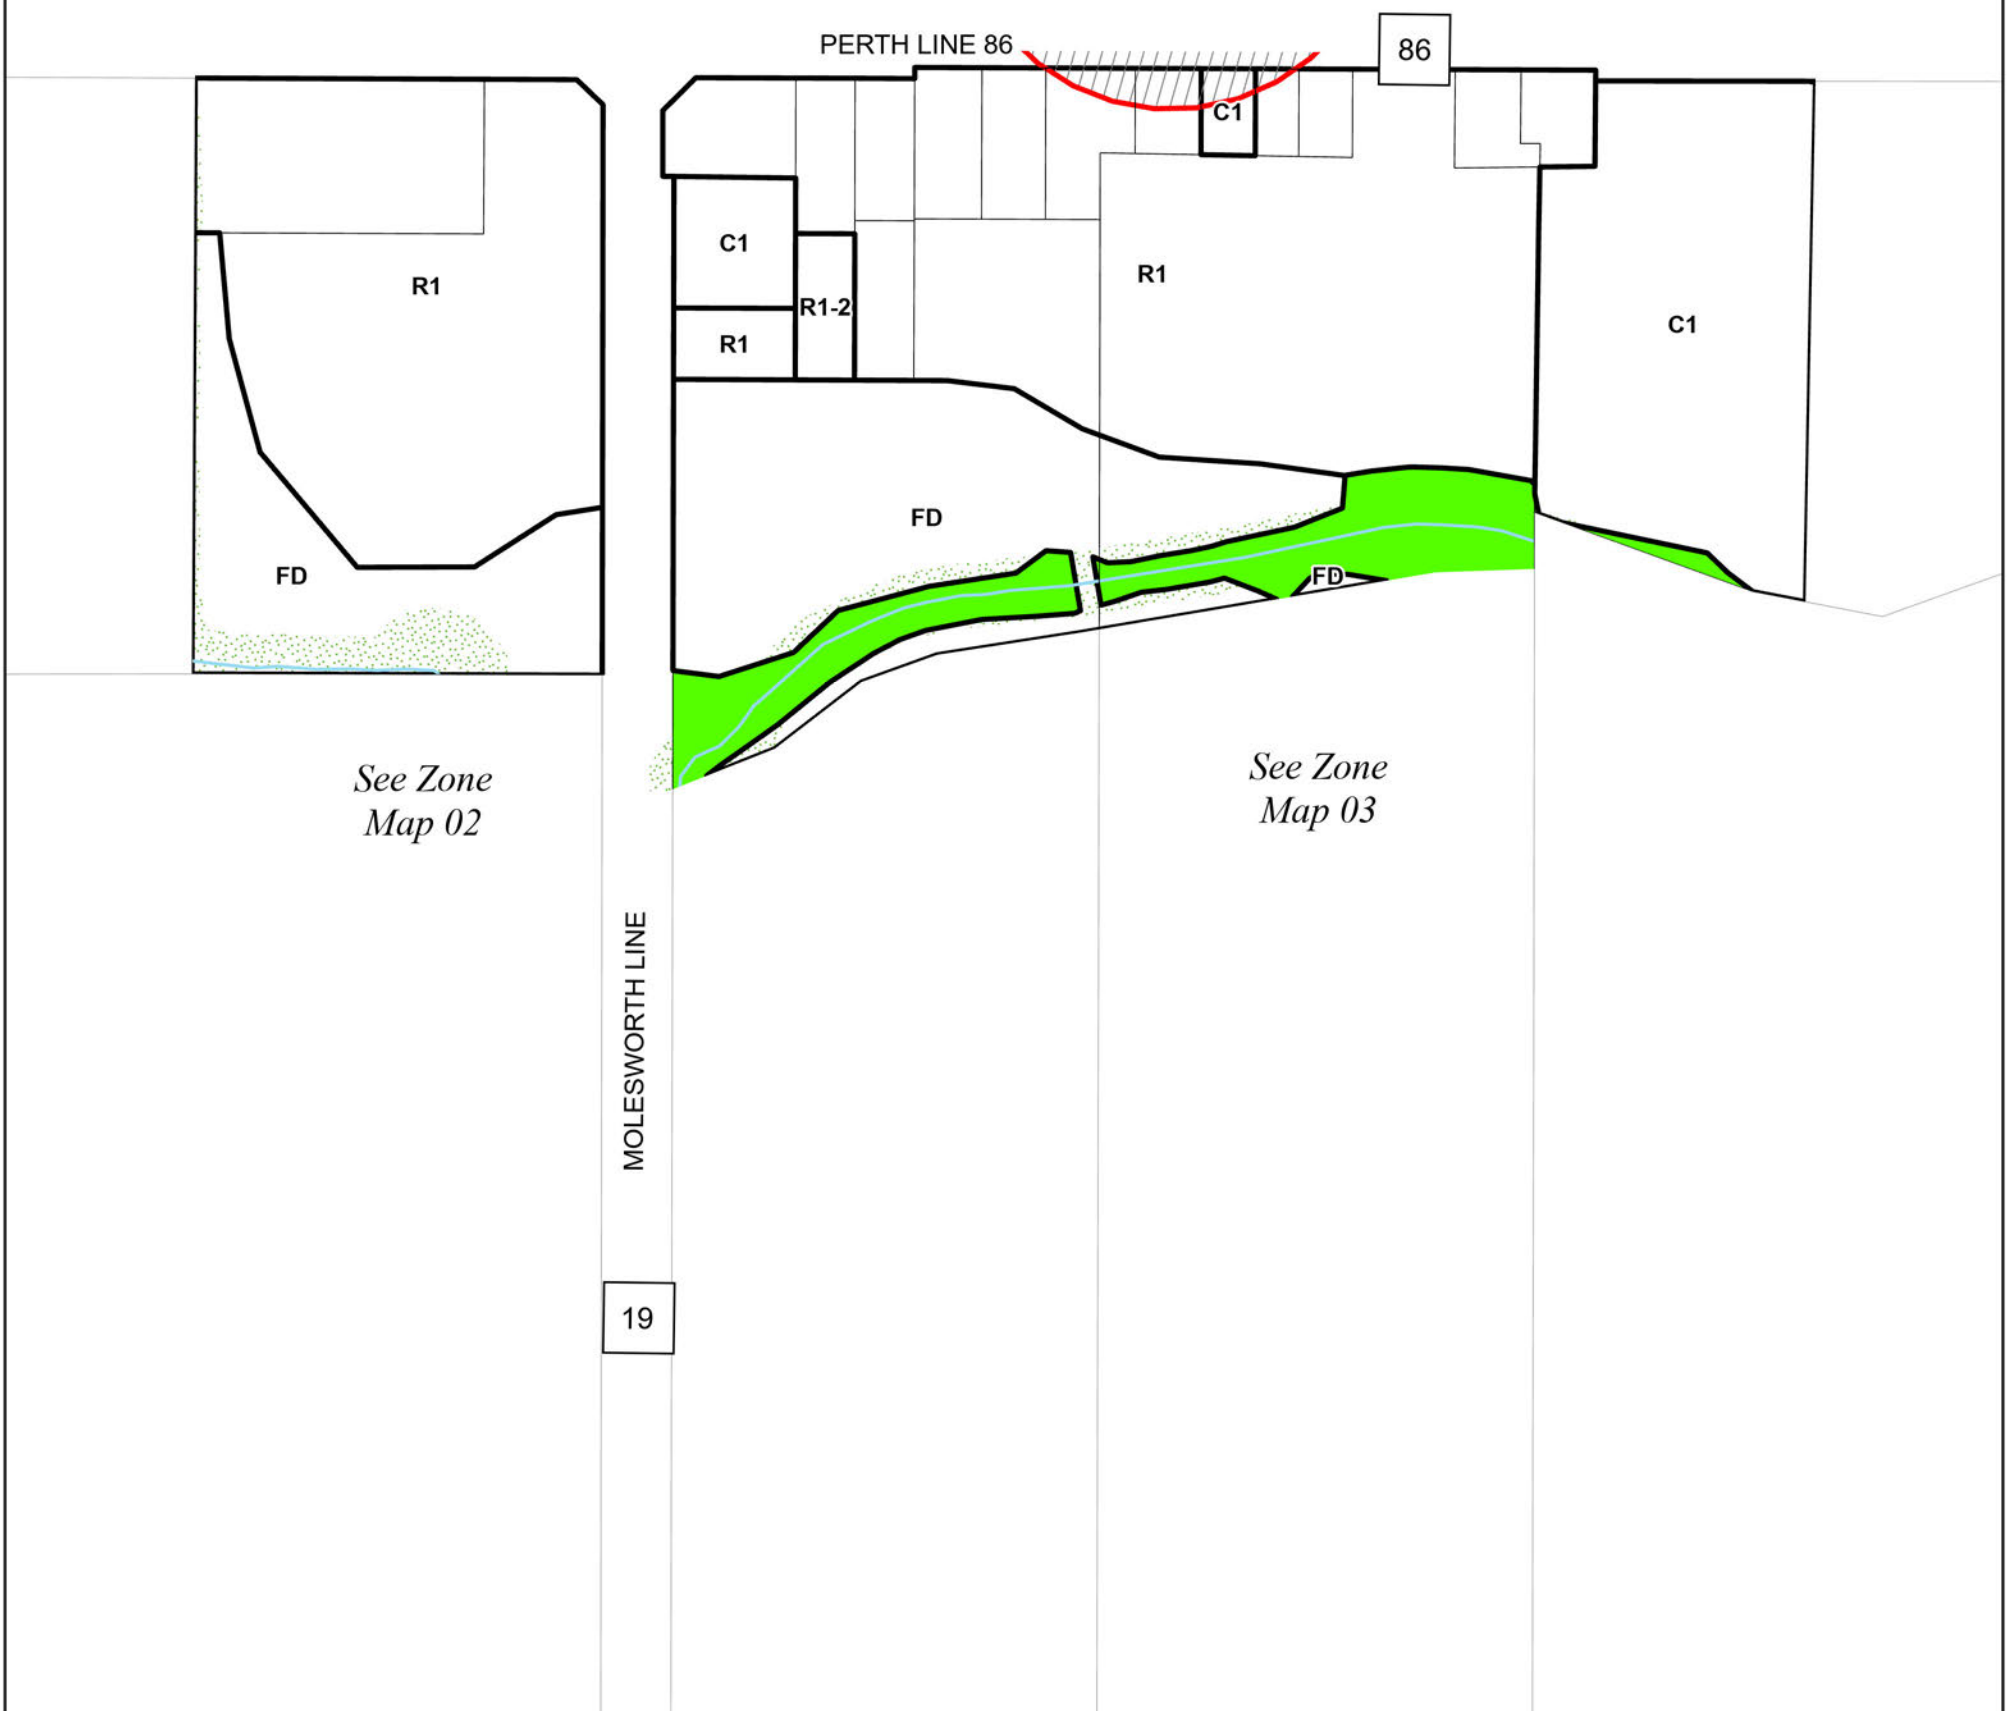 PERTH LINE 86
86
C1
C1
R1
R1
R1-2
C1
R1
FD
FD
FD
See Zone
Map 02
See Zone
Map 03
MOLESWORTH LINE
19